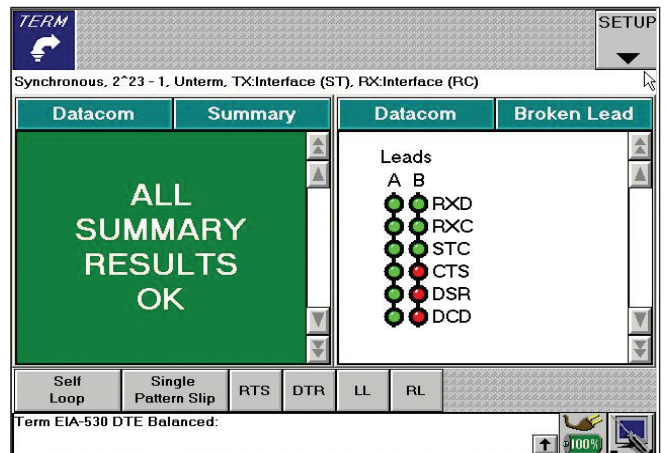 TERM
SETUP
Synchronous, 2^23 - 1, Unterm, TX:Interface (ST), RX:Interface (RC)
Datacom Summary Datacom Broken Lead
ALL
SUMMARY
RESULTS
OK
Leads
A B
RXD
RXC
STC
CTS
DSR
DCD
Self
Loop
Single
Pattern Slip
RTS
DTR
LL
RL
Term EIA-530 DTE Balanced:
100%